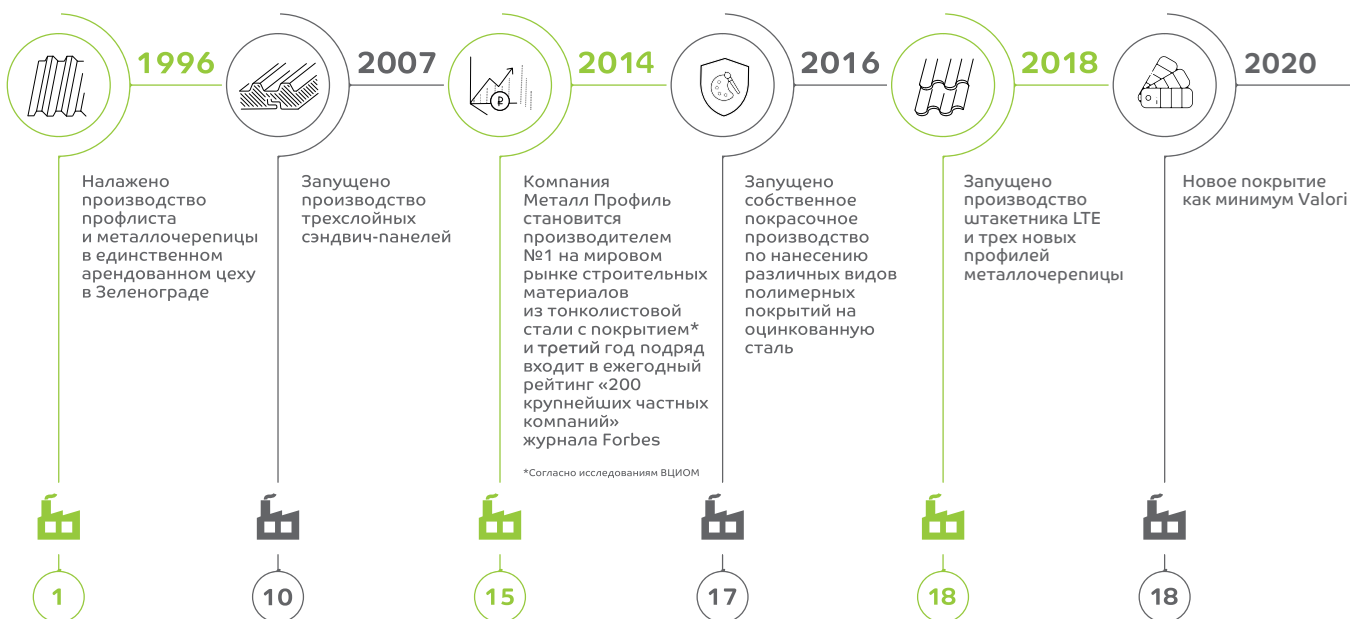 1996
Налажено
производство
профлиста
и металлочерепицы
в единственном
арендованном цеху
в Зеленограде
1
2007
Запущено
производство
трехслойных
сэндвич-панелей
10
2014
₽
Компания
Металл Профиль
становится
производителем
№1 на мировом
рынке строительных
материалов
из тонколистовой
стали с покрытием*
и третий год подряд
входит в ежегодный
рейтинг «200
крупнейших частных
компаний»
журнала Forbes
*Согласно исследованиям ВЦИОМ
15
2016
Запущено
собственное
покрасочное
производство
по нанесению
различных видов
полимерных
покрытий на
оцинкованную
сталь
17
2018
Запущено
производство
штакетника LTE
и трех новых
профилей
металлочерепицы
18
2020
Новое покрытие
как минимум Valori
18